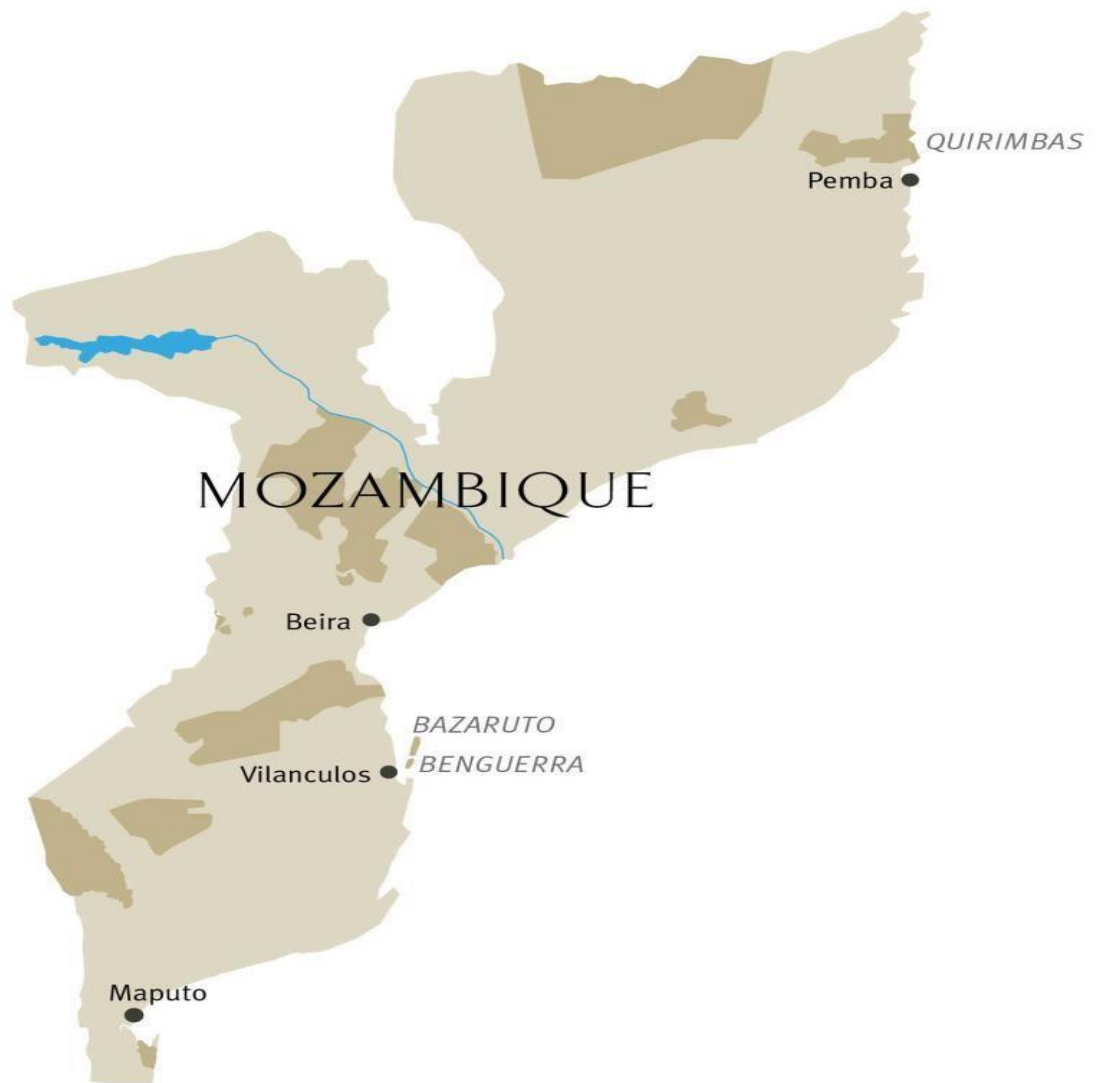 QUIRIMBAS
Pemba
MOZAMBIQUE
Beira
BAZARUTO
BENGUERRA
Vilanculos
Maputo